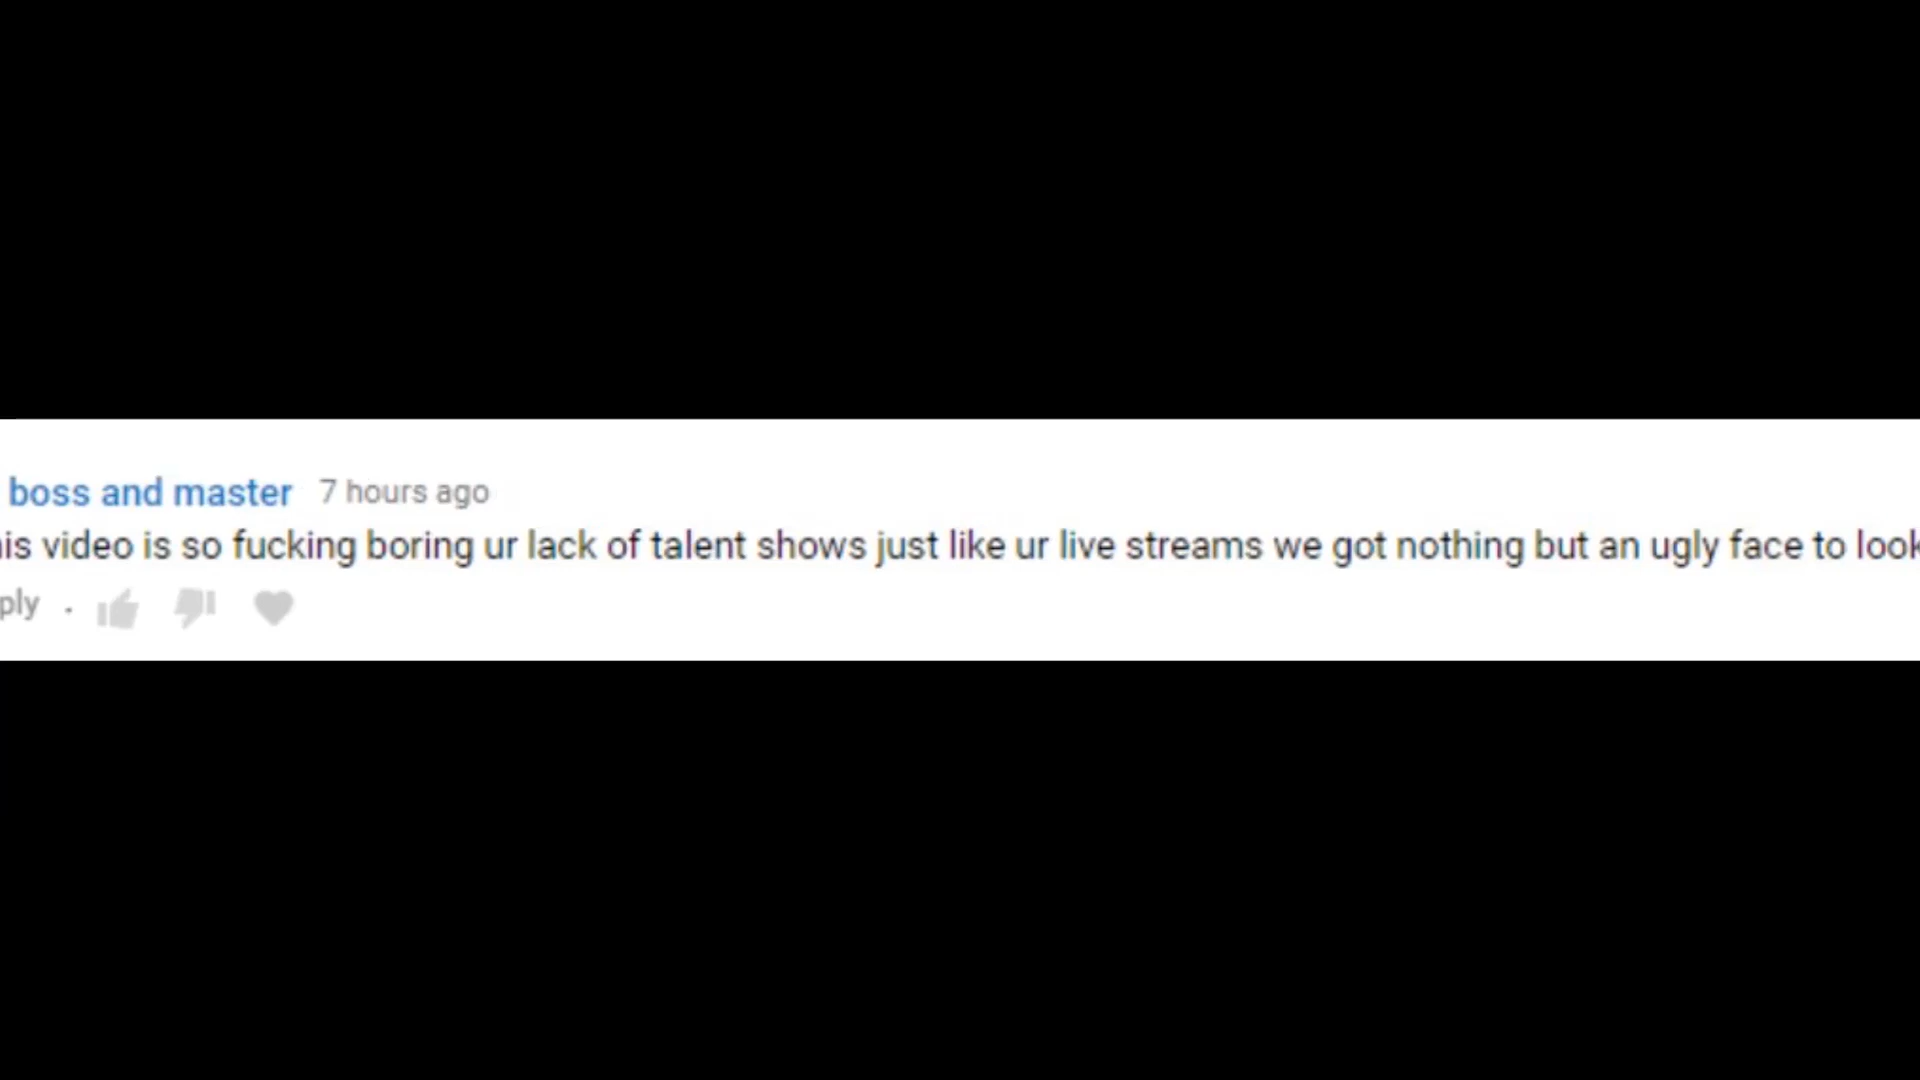 boss and master 7 hours ago
his video is so fucking boring ur lack of talent shows just like ur live streams we got nothing but an ugly face to look
ply .